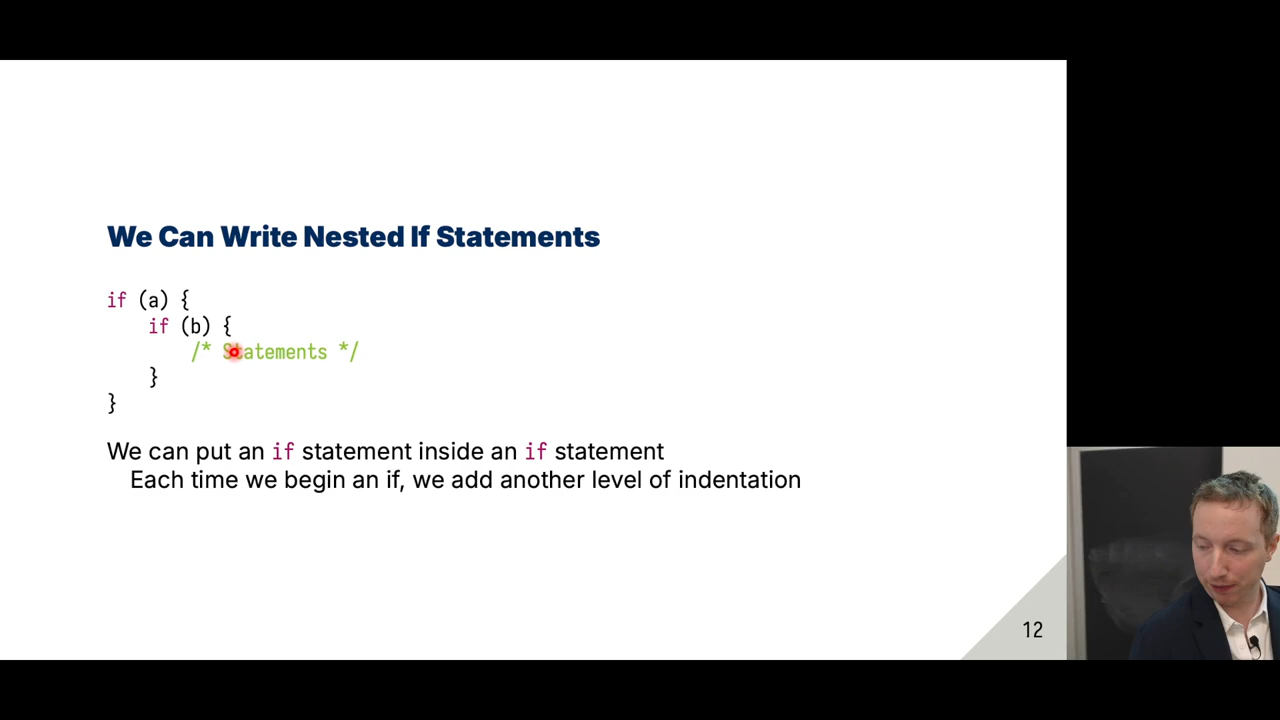 We Can Write Nested If Statements
if (a) {
    if (b) {
        /* Statements */
    }
}
We can put an if statement inside an if statement
Each time we begin an if, we add another level of indentation
12